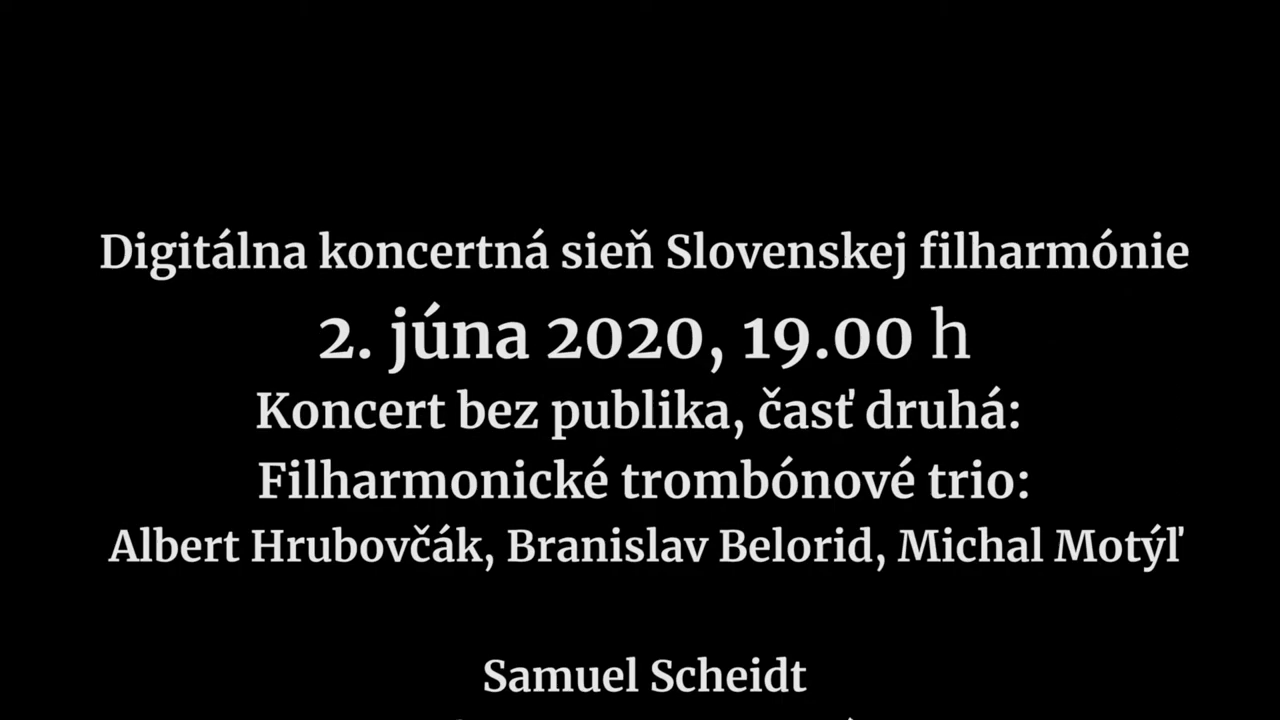 Digitálna koncertná sieň Slovenskej filharmónie
2. júna 2020, 19.00 h
Koncert bez publika, časť druhá:
Filharmonické trombónové trio:
Albert Hrubovčák, Branislav Belorid, Michal Motýľ
Samuel Scheidt